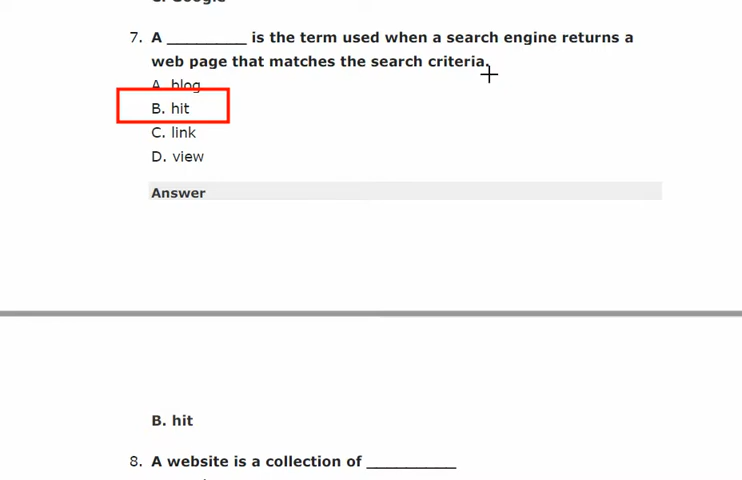 7. A __________ is the term used when a search engine returns a
web page that matches the search criteria.
A. blog
B. hit
C. link
D. view
Answer
B. hit
8. A website is a collection of ___________